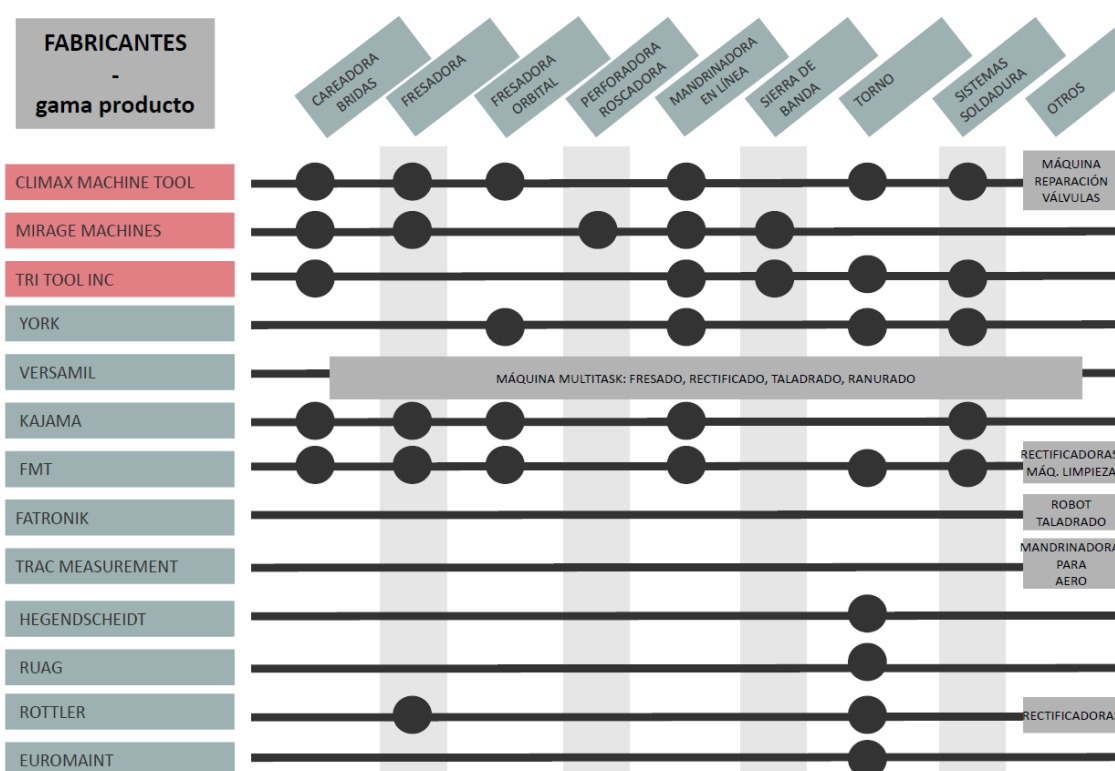 FABRICANTES
-
gama producto
CAREADORA
BRIDAS
FRESADORA
FRESADORA
ORBITAL
PERFORADORA
ROSCADORA
MANDRINADORA
EN LÍNEA
SIERRA DE
BANDA
TORNO
SISTEMAS
SOLDADURA
OTROS
CLIMAX MACHINE TOOL
MÁQUINA
REPARACIÓN
VÁLVULAS
MIRAGE MACHINES
TRI TOOL INC
YORK
VERSAMIL
MÁQUINA MULTITASK: FRESADO, RECTIFICADO, TALADRADO, RANURADO
KAJAMA
FMT
RECTIFICADORAS
MÁQ. LIMPIEZA
FATRONIK
ROBOT
TALADRADO
TRAC MEASUREMENT
MANDRINADORA
PARA
AERO
HEGENDSCHEIDT
RUAG
ROTTLER
RECTIFICADORAS
EUROMAINT